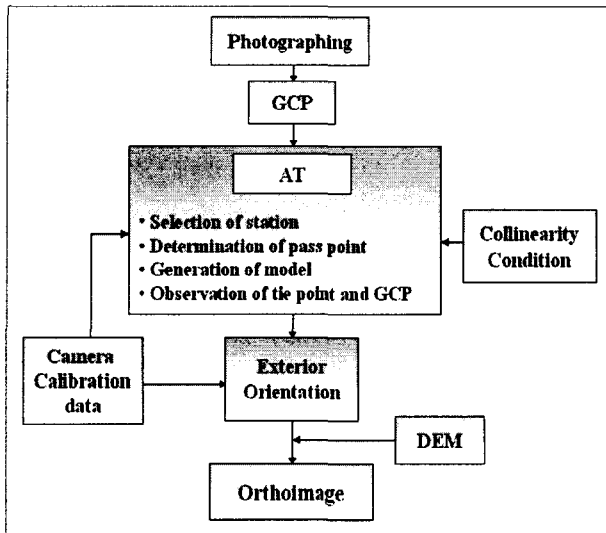 Photographing
GCP
AT
• Selection of station
• Determination of pass point
• Generation of model
• Observation of tie point and GCP
Collinearity
Condition
Camera
Calibration
data
Exterior
Orientation
DEM
Orthoimage